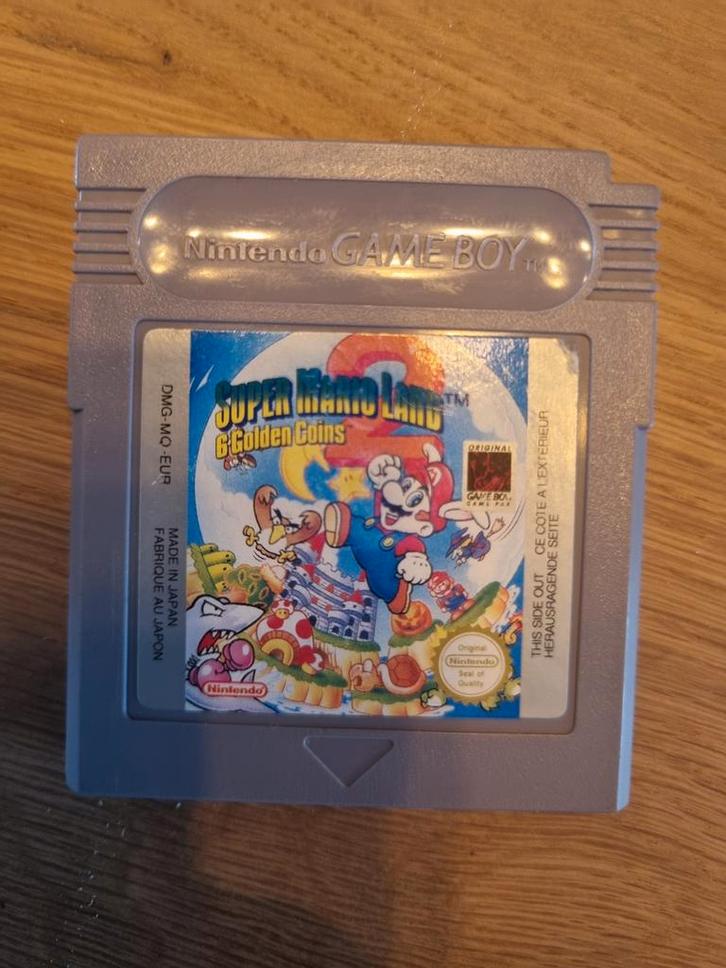 Nintendo GAME BOY TM
SUPER MARIO LAND 2 TM
6 Golden Coins
DMG-MQ-EUR
MADE IN JAPAN
FABRIQUE AU JAPON
ORIGINAL
GAME BOY
GAME PAK
THIS SIDE OUT CE COTE A L'EXTERIEUR
HERAUSRAGENDE SEITE
Nintendo
Original
Nintendo
Seal of
Quality